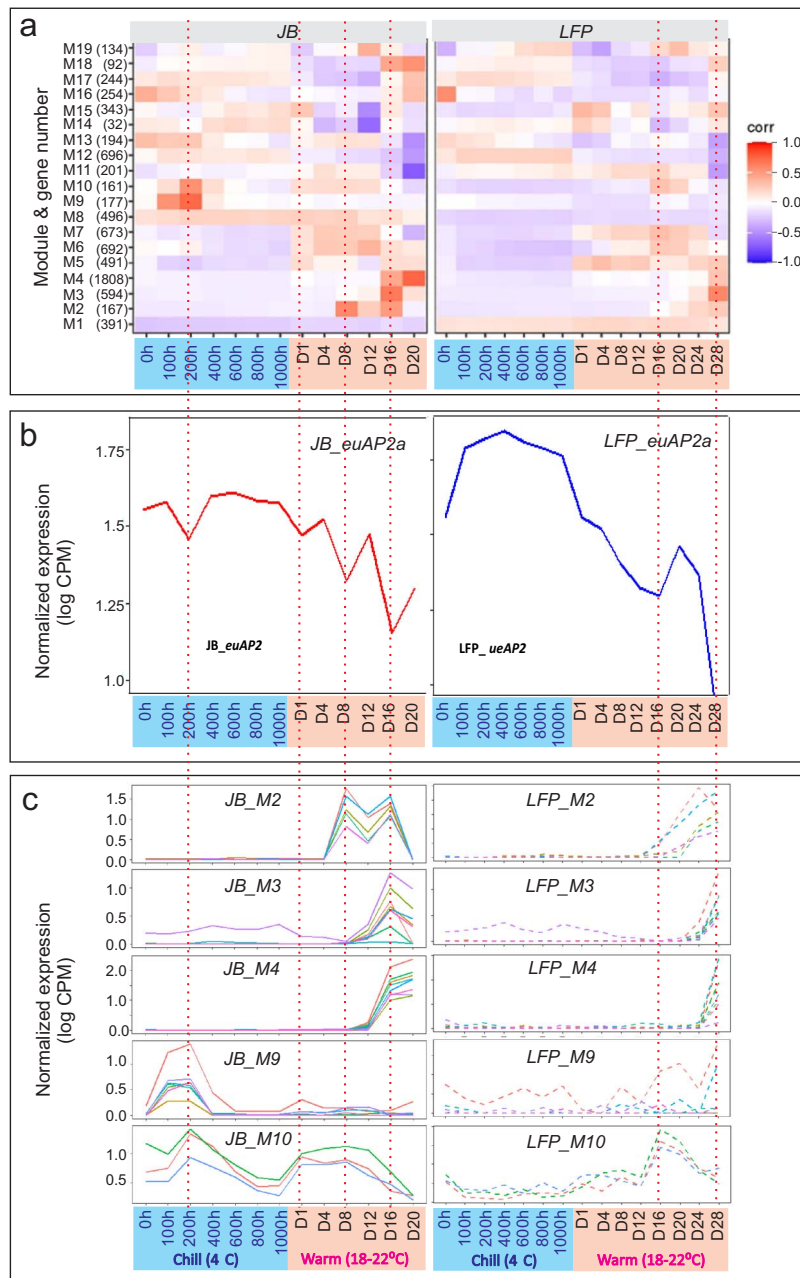 a
JB
LFP
Module & gene number
M19 (134)
M18 (92)
M17 (244)
M16 (254)
M15 (343)
M14 (32)
M13 (194)
M12 (696)
M11 (201)
M10 (161)
M9 (177)
M8 (496)
M7 (673)
M6 (692)
M5 (491)
M4 (1808)
M3 (594)
M2 (167)
M1 (391)
corr
1.0
0.5
0
-0.5
-1.0
0h 100h 200h 400h 600h 800h 1000h D1 D4 D8 D12 D16 D20
0h 100h 200h 400h 600h 800h 1000h D1 D4 D8 D12 D16 D20 D24 D28
b
JB_euAP2a
LFP_euAP2a
Normalized expression
(log CPM)
1.75
1.5
1.25
1.0
JB_euAP2
LFP_ ueAP2
0h 100h 200h 400h 600h 800h 1000h D1 D4 D8 D12 D16 D20
0h 100h 200h 400h 600h 800h 1000h D1 D4 D8 D12 D16 D20 D24 D28
c
Normalized expression
(log CPM)
JB_M2
LFP_M2
1.5
1.0
0.5
0.0
JB_M3
LFP_M3
1.0
0.5
0
JB_M4
LFP_M4
2.0
1.0
0.0
JB_M9
LFP_M9
1.0
0.5
0.0
JB_M10
LFP_M10
1.0
0.5
0h 100h 200h 400h 600h 800h 1000h D1 D4 D8 D12 D16 D20
0h 100h 200h 400h 600h 800h 1000h D1 D4 D8 D12 D16 D20 D24 D28
Chill (4 C) Warm (18-22⁰C)
Chill (4 C) Warm (18-22⁰C)